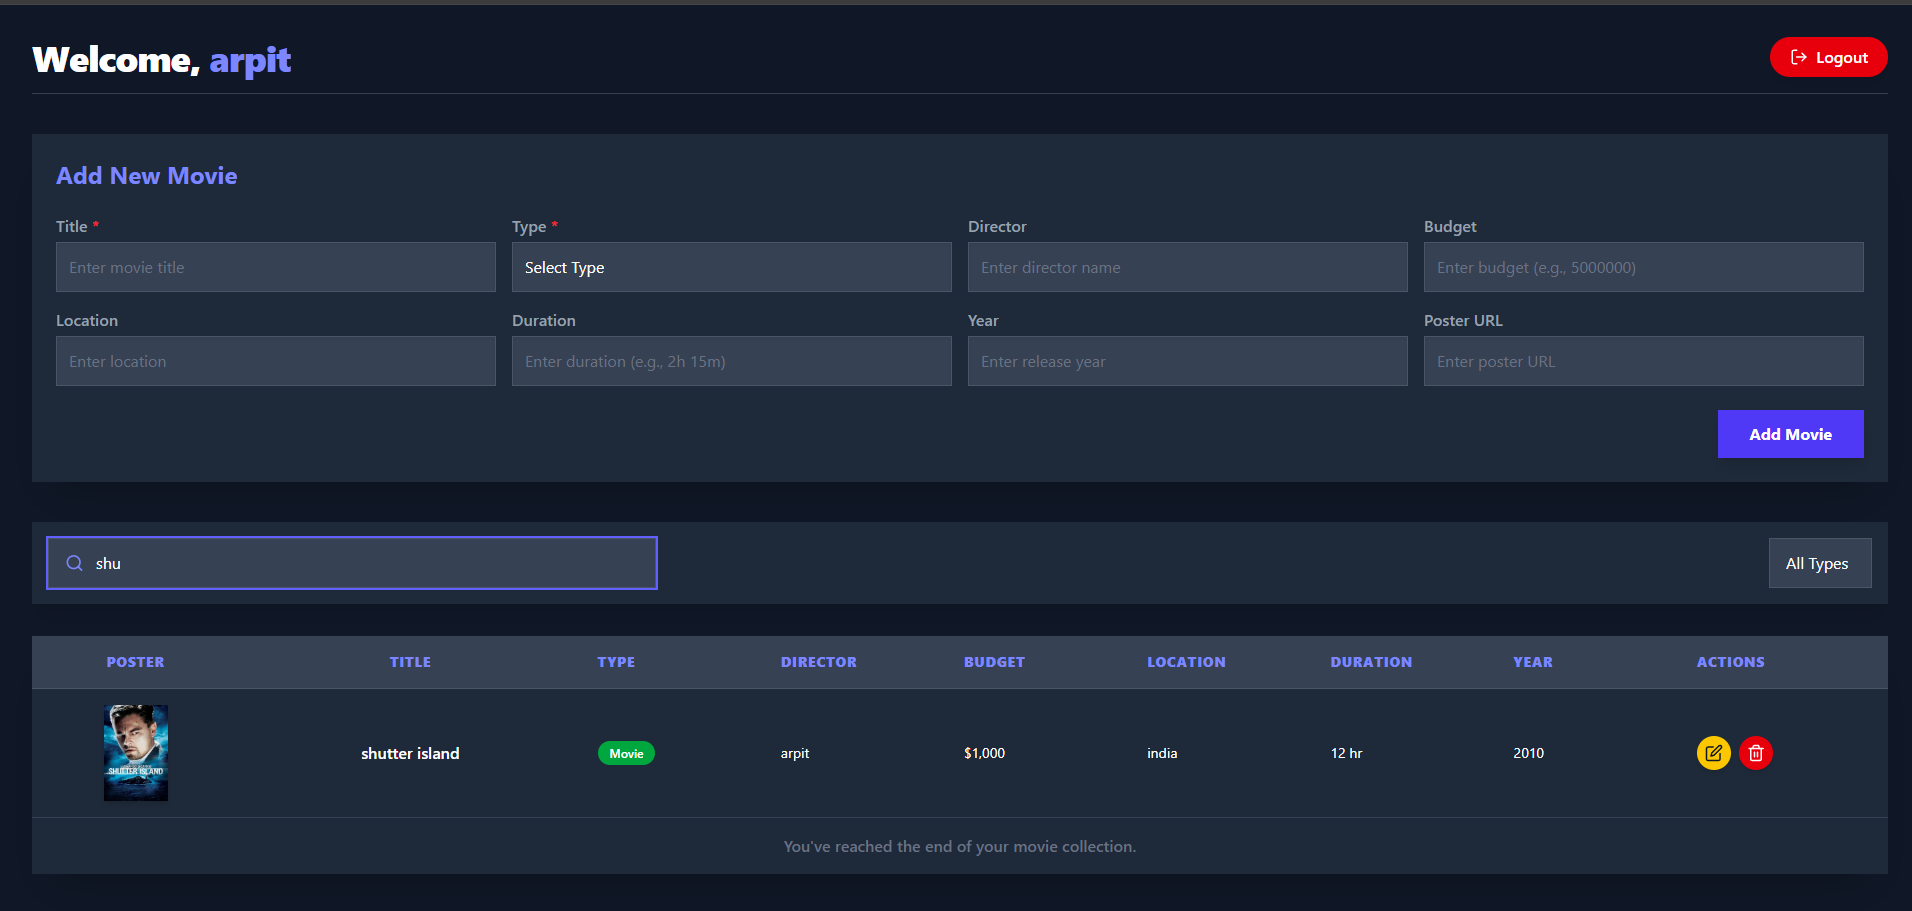 Welcome, arpit
Logout
Add New Movie
Title *
Type *
Director
Budget
Enter movie title
Select Type
Enter director name
Enter budget (e.g., 5000000)
Location
Duration
Year
Poster URL
Enter location
Enter duration (e.g., 2h 15m)
Enter release year
Enter poster URL
Add Movie
shu
All Types
POSTER TITLE TYPE DIRECTOR BUDGET LOCATION DURATION YEAR ACTIONS
SHUTTER ISLAND
shutter island Movie arpit $1,000 india 12 hr 2010
You've reached the end of your movie collection.